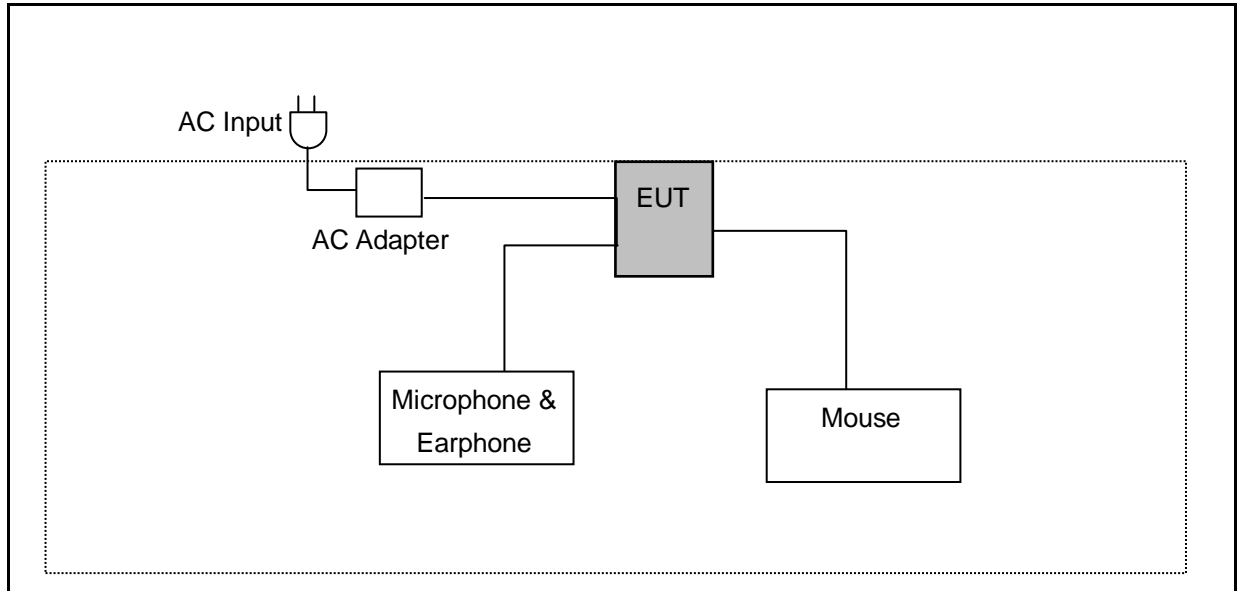 AC Input
EUT
AC Adapter
Microphone &
Earphone
Mouse